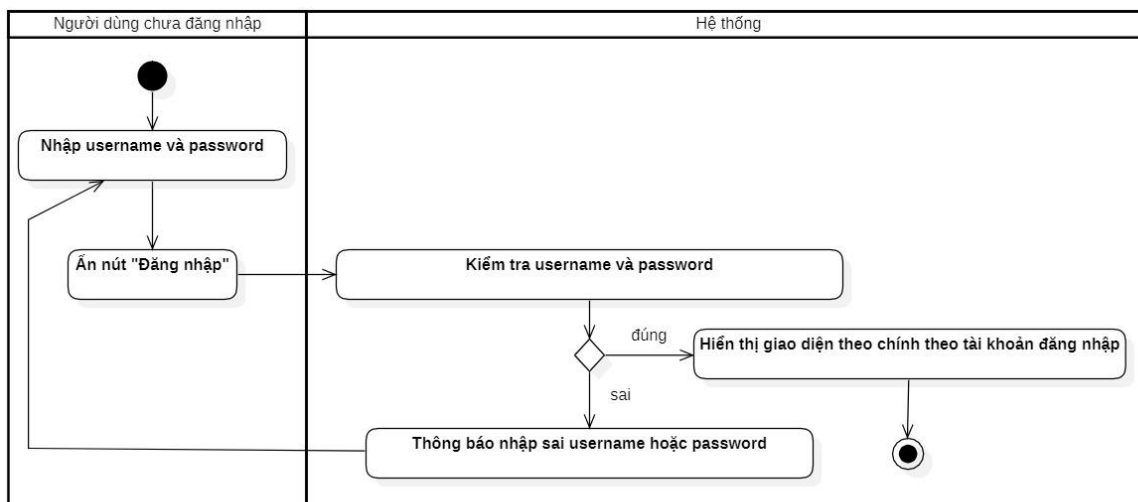 Người dùng chưa đăng nhập
Hệ thống
Nhập username và password
Ấn nút "Đăng nhập"
Kiểm tra username và password
đúng
Hiển thị giao diện theo chính theo tài khoản đăng nhập
sai
Thông báo nhập sai username hoặc password